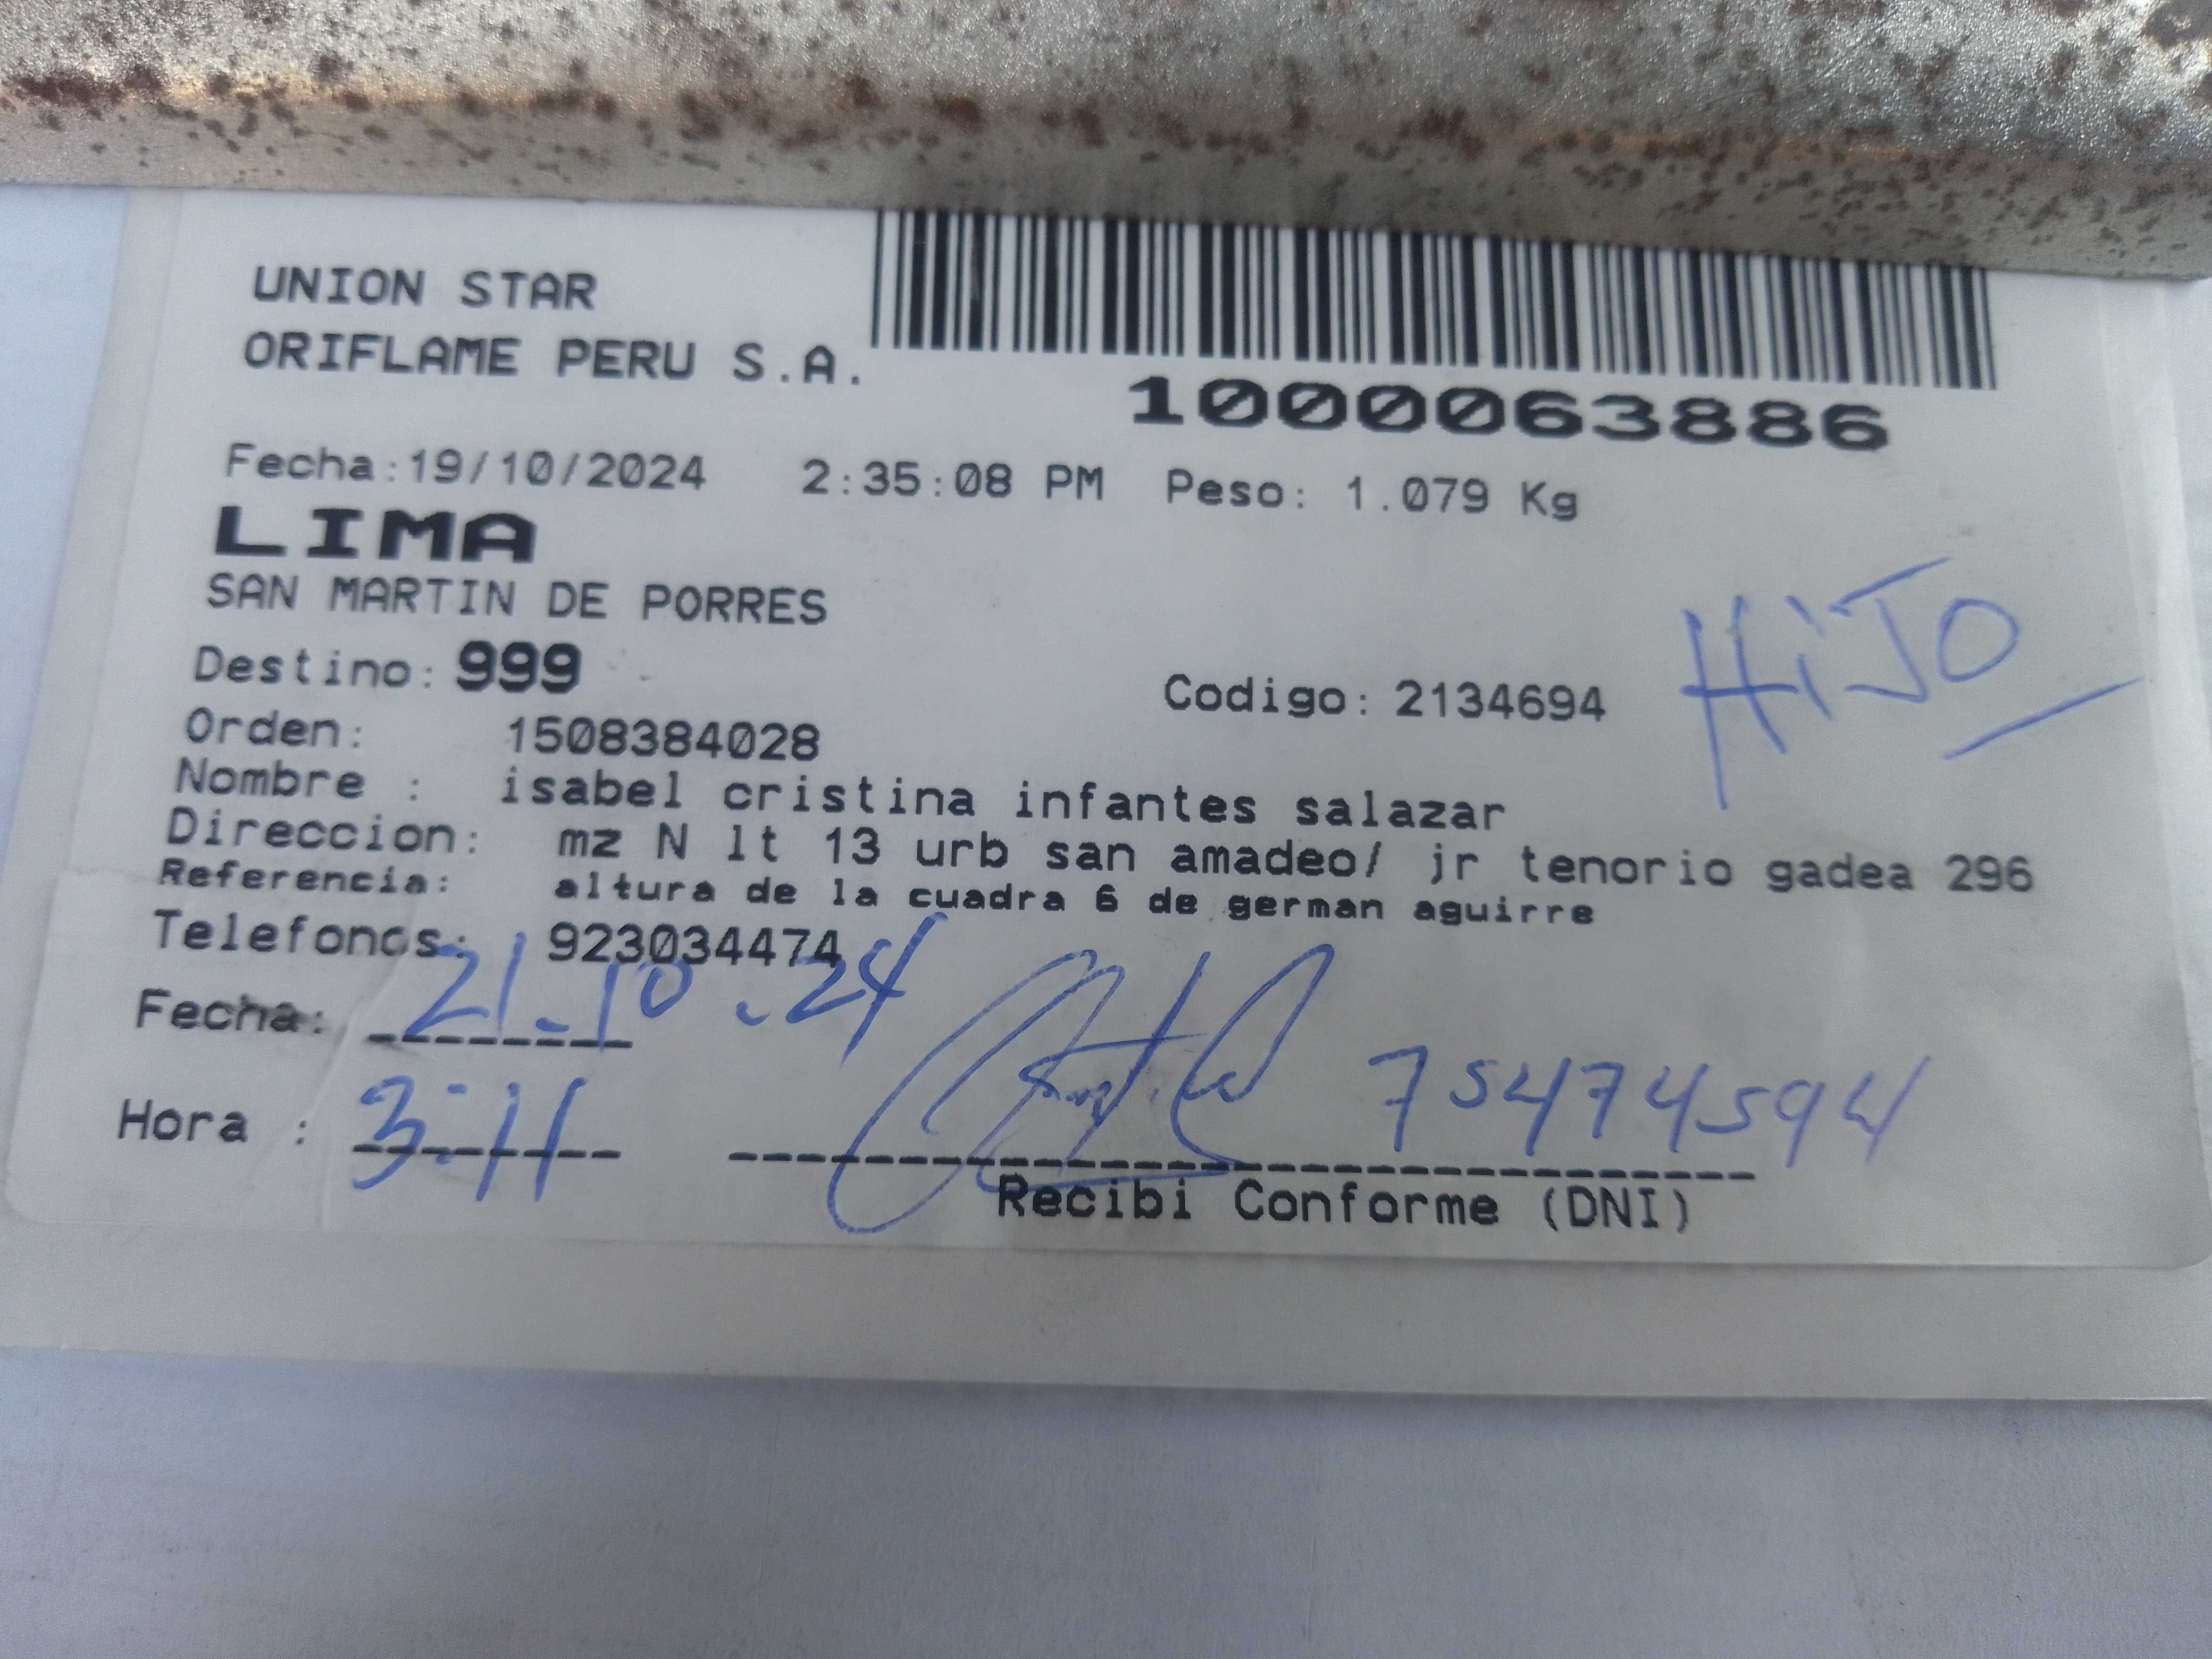 UNION STAR
ORIFLAME PERU S.A.
1000063886
Fecha:19/10/2024 2:35:08 PM Peso: 1.079 Kg
LIMA
SAN MARTIN DE PORRES
HiJO
Destino: 999 Codigo: 2134694
Orden: 1508384028
Nombre : isabel cristina infantes salazar
Direccion: mz N lt 13 urb san amadeo/ jr tenorio gadea 296
Referencia: altura de la cuadra 6 de german aguirre
Telefonos: 923034474
Fecha: 21.10.24
Hora : 3:11 75474594
Recibi Conforme (DNI)